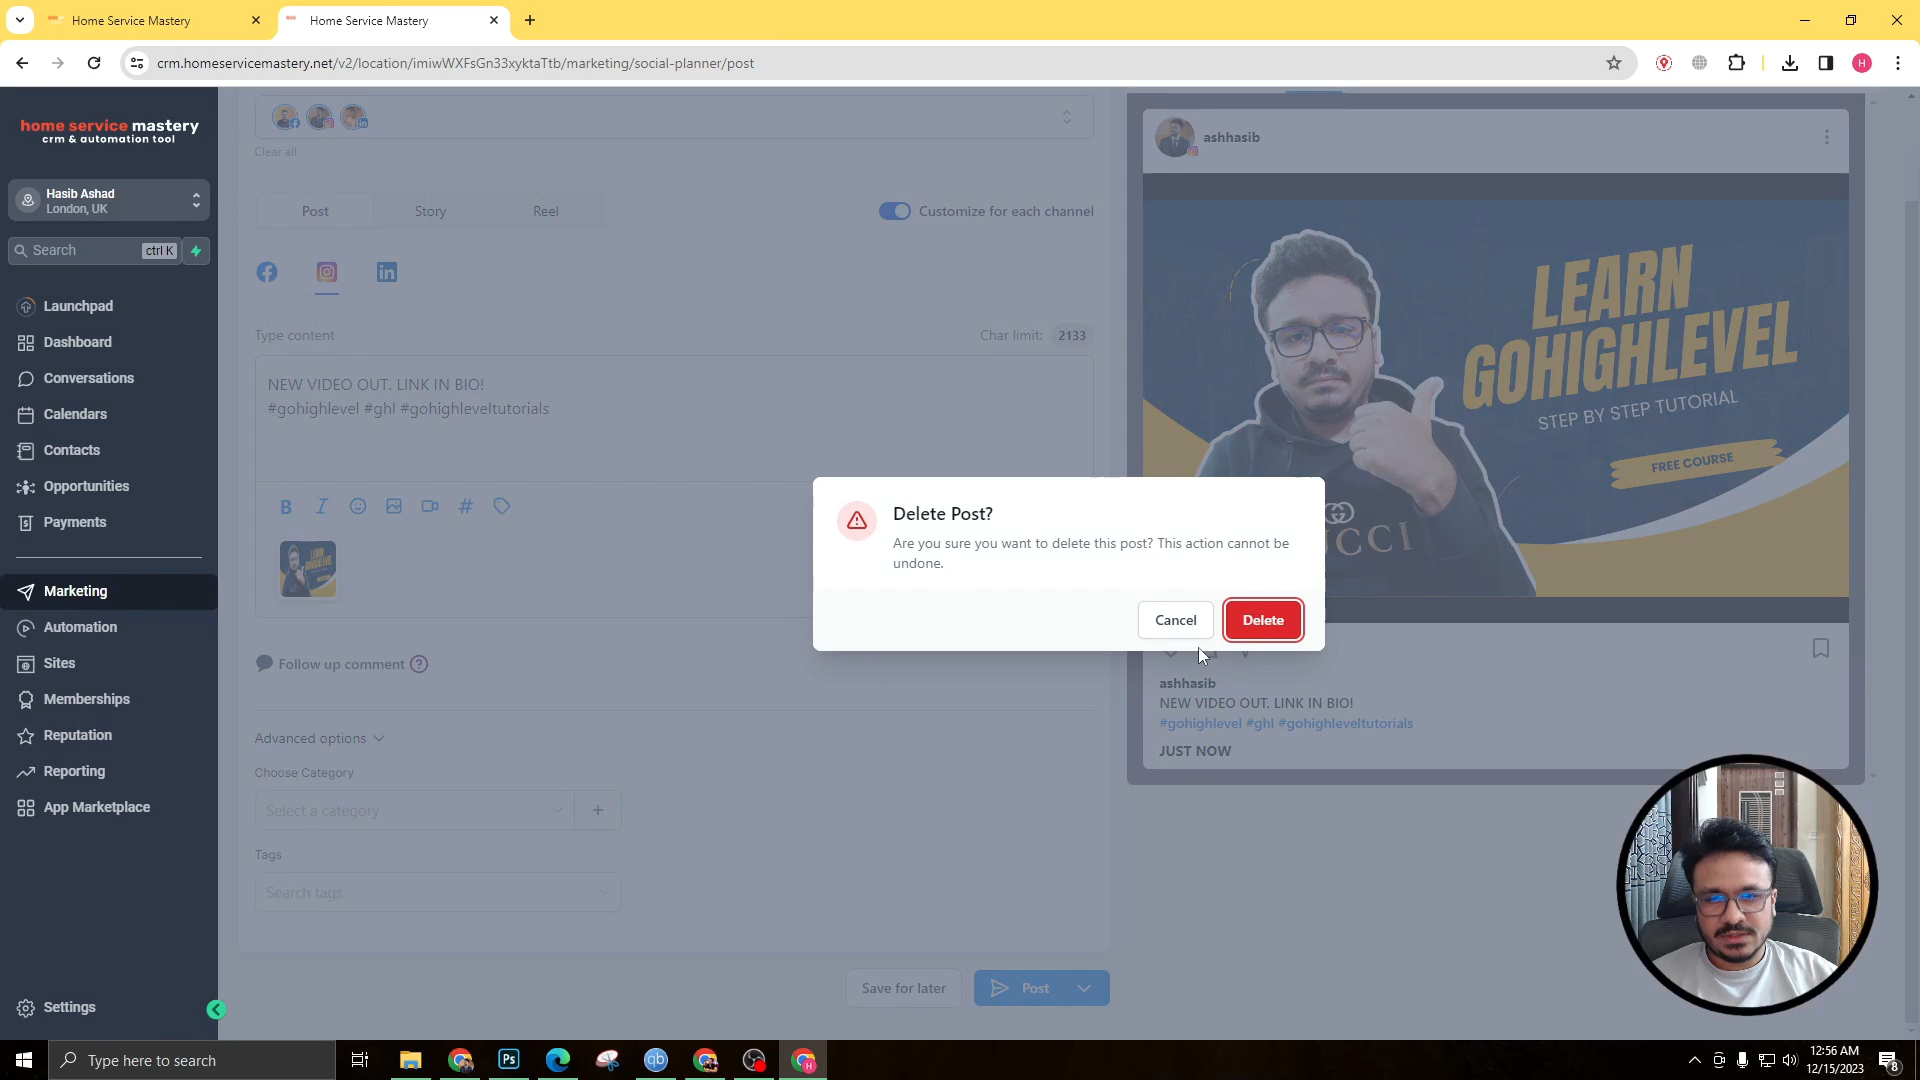 Home Service Mastery
Home Service Mastery
crm.homeservicemastery.net/v2/location/imiwWXFsGn33xyktaTtb/marketing/social-planner/post
H
home service mastery
crm & automation tool
Hasib Ashad
London, UK
Search
ctrl K
Launchpad
Dashboard
Conversations
Calendars
Contacts
Opportunities
Payments
Marketing
Automation
Sites
Memberships
Reputation
Reporting
App Marketplace
Settings
Clear all
Post
Story
Reel
Customize for each channel
Type content
Char limit: 2133
NEW VIDEO OUT. LINK IN BIO!
#gohighlevel #ghl #gohighleveltutorials
Follow up comment
Advanced options
Choose Category
Select a category
Tags
Search tags
Save for later
Post
Delete Post?
Are you sure you want to delete this post? This action cannot be
undone.
Cancel
Delete
ashhasib
LEARN
GOHIGHLEVEL
STEP BY STEP TUTORIAL
FREE COURSE
UCCI
ashhasib
NEW VIDEO OUT. LINK IN BIO!
#gohighlevel #ghl #gohighleveltutorials
JUST NOW
Type here to search
Ps
qb
H
12:56 AM
12/15/2023
8